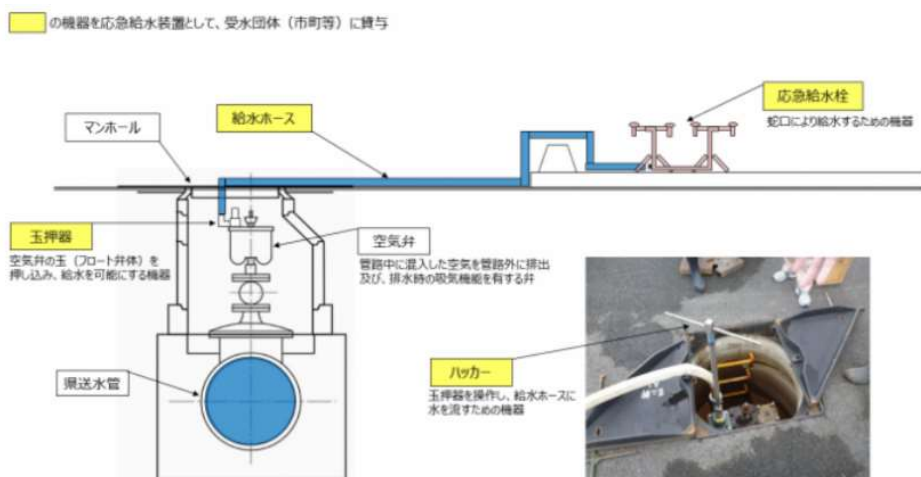 の機器を応急給水装置として、受水団体（市町等）に貸与
マンホール
給水ホース
応急給水栓
蛇口により給水するための機器
玉押器
空気弁の玉（フロート弁体）を
押し込み、給水を可能にする機器
空気弁
管路中に混入した空気を管路外に排出
及び、排水時の吸気機能を有する弁
県送水管
ハッカー
玉押器を操作し、給水ホースに
水を流すための機器